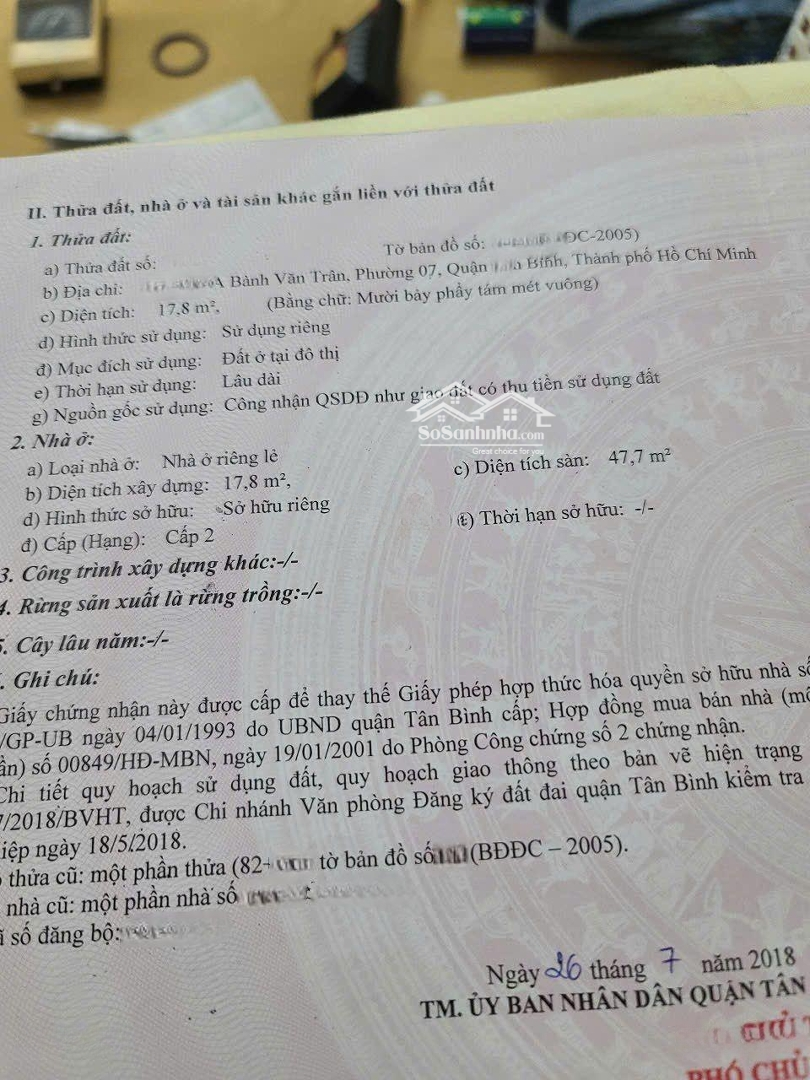 II. Thửa đất, nhà ở và tài sản khác gắn liền với thửa đất
1. Thửa đất:
a) Thửa đất số: Tờ bản đồ số: ĐC-2005)
b) Địa chỉ: A Bành Văn Trân, Phường 07, Quận Bình, Thành phố Hồ Chí Minh
c) Diện tích: 17,8 m², (Bằng chữ: Mười bảy phẩy tám mét vuông)
d) Hình thức sử dụng: Sử dụng riêng
đ) Mục đích sử dụng: Đất ở tại đô thị
e) Thời hạn sử dụng: Lâu dài
g) Nguồn gốc sử dụng: Công nhận QSDĐ như giao đất có thu tiền sử dụng đất
SoSanhnha.com
Great choice for you
2. Nhà ở:
a) Loại nhà ở: Nhà ở riêng lẻ
b) Diện tích xây dựng: 17,8 m², c) Diện tích sàn: 47,7 m²
d) Hình thức sở hữu: Sở hữu riêng
đ) Cấp (Hạng): Cấp 2 e) Thời hạn sở hữu: -/-
3. Công trình xây dựng khác:-/-
4. Rừng sản xuất là rừng trồng:-/-
5. Cây lâu năm:-/-
. Ghi chú:
Giấy chứng nhận này được cấp để thay thế Giấy phép hợp thức hóa quyền sở hữu nhà số
/GP-UB ngày 04/01/1993 do UBND quận Tân Bình cấp; Hợp đồng mua bán nhà (mộ
ần) số 00849/HĐ-MBN, ngày 19/01/2001 do Phòng Công chứng số 2 chứng nhận.
Chi tiết quy hoạch sử dụng đất, quy hoạch giao thông theo bản vẽ hiện trạng
/2018/BVHT, được Chi nhánh Văn phòng Đăng ký đất đai quận Tân Bình kiểm tra
iệp ngày 18/5/2018.
thửa cũ: một phần thửa (82+ tờ bản đồ số (BĐĐC – 2005).
nhà cũ: một phần nhà số
ĩ số đăng bộ:
Ngày 26 tháng 7 năm 2018
TM. ỦY BAN NHÂN DÂN QUẬN TÂN
PHÓ CHỦ